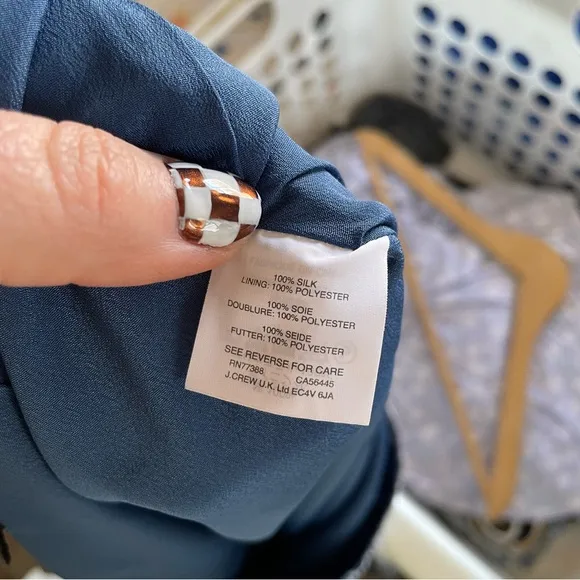 100% SILK
LINING: 100% POLYESTER
100% SOIE
DOUBLURE: 100% POLYESTER
100% SEIDE
FUTTER: 100% POLYESTER
SEE REVERSE FOR CARE
RN77388 CA56445
J.CREW U.K. Ltd EC4V 6JA